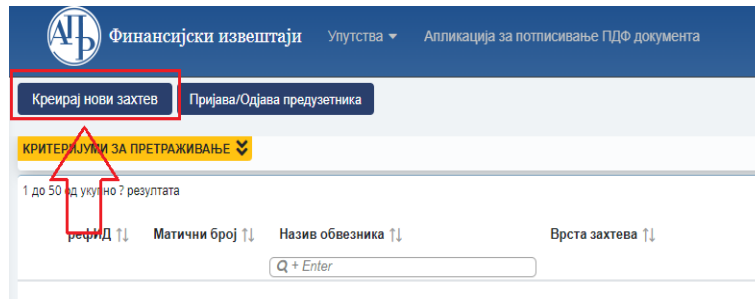 АПР Финансијски извештаји Упутства Апликација за потписивање ПДФ документа
Креирај нови захтев Пријава/Одјава предузетника
КРИТЕРИЈУМИ ЗА ПРЕТРАЖИВАЊЕ
1 до 50 од укупно ? резултата
рефИД Матични број Назив обвезника Врста захтева
+ Enter